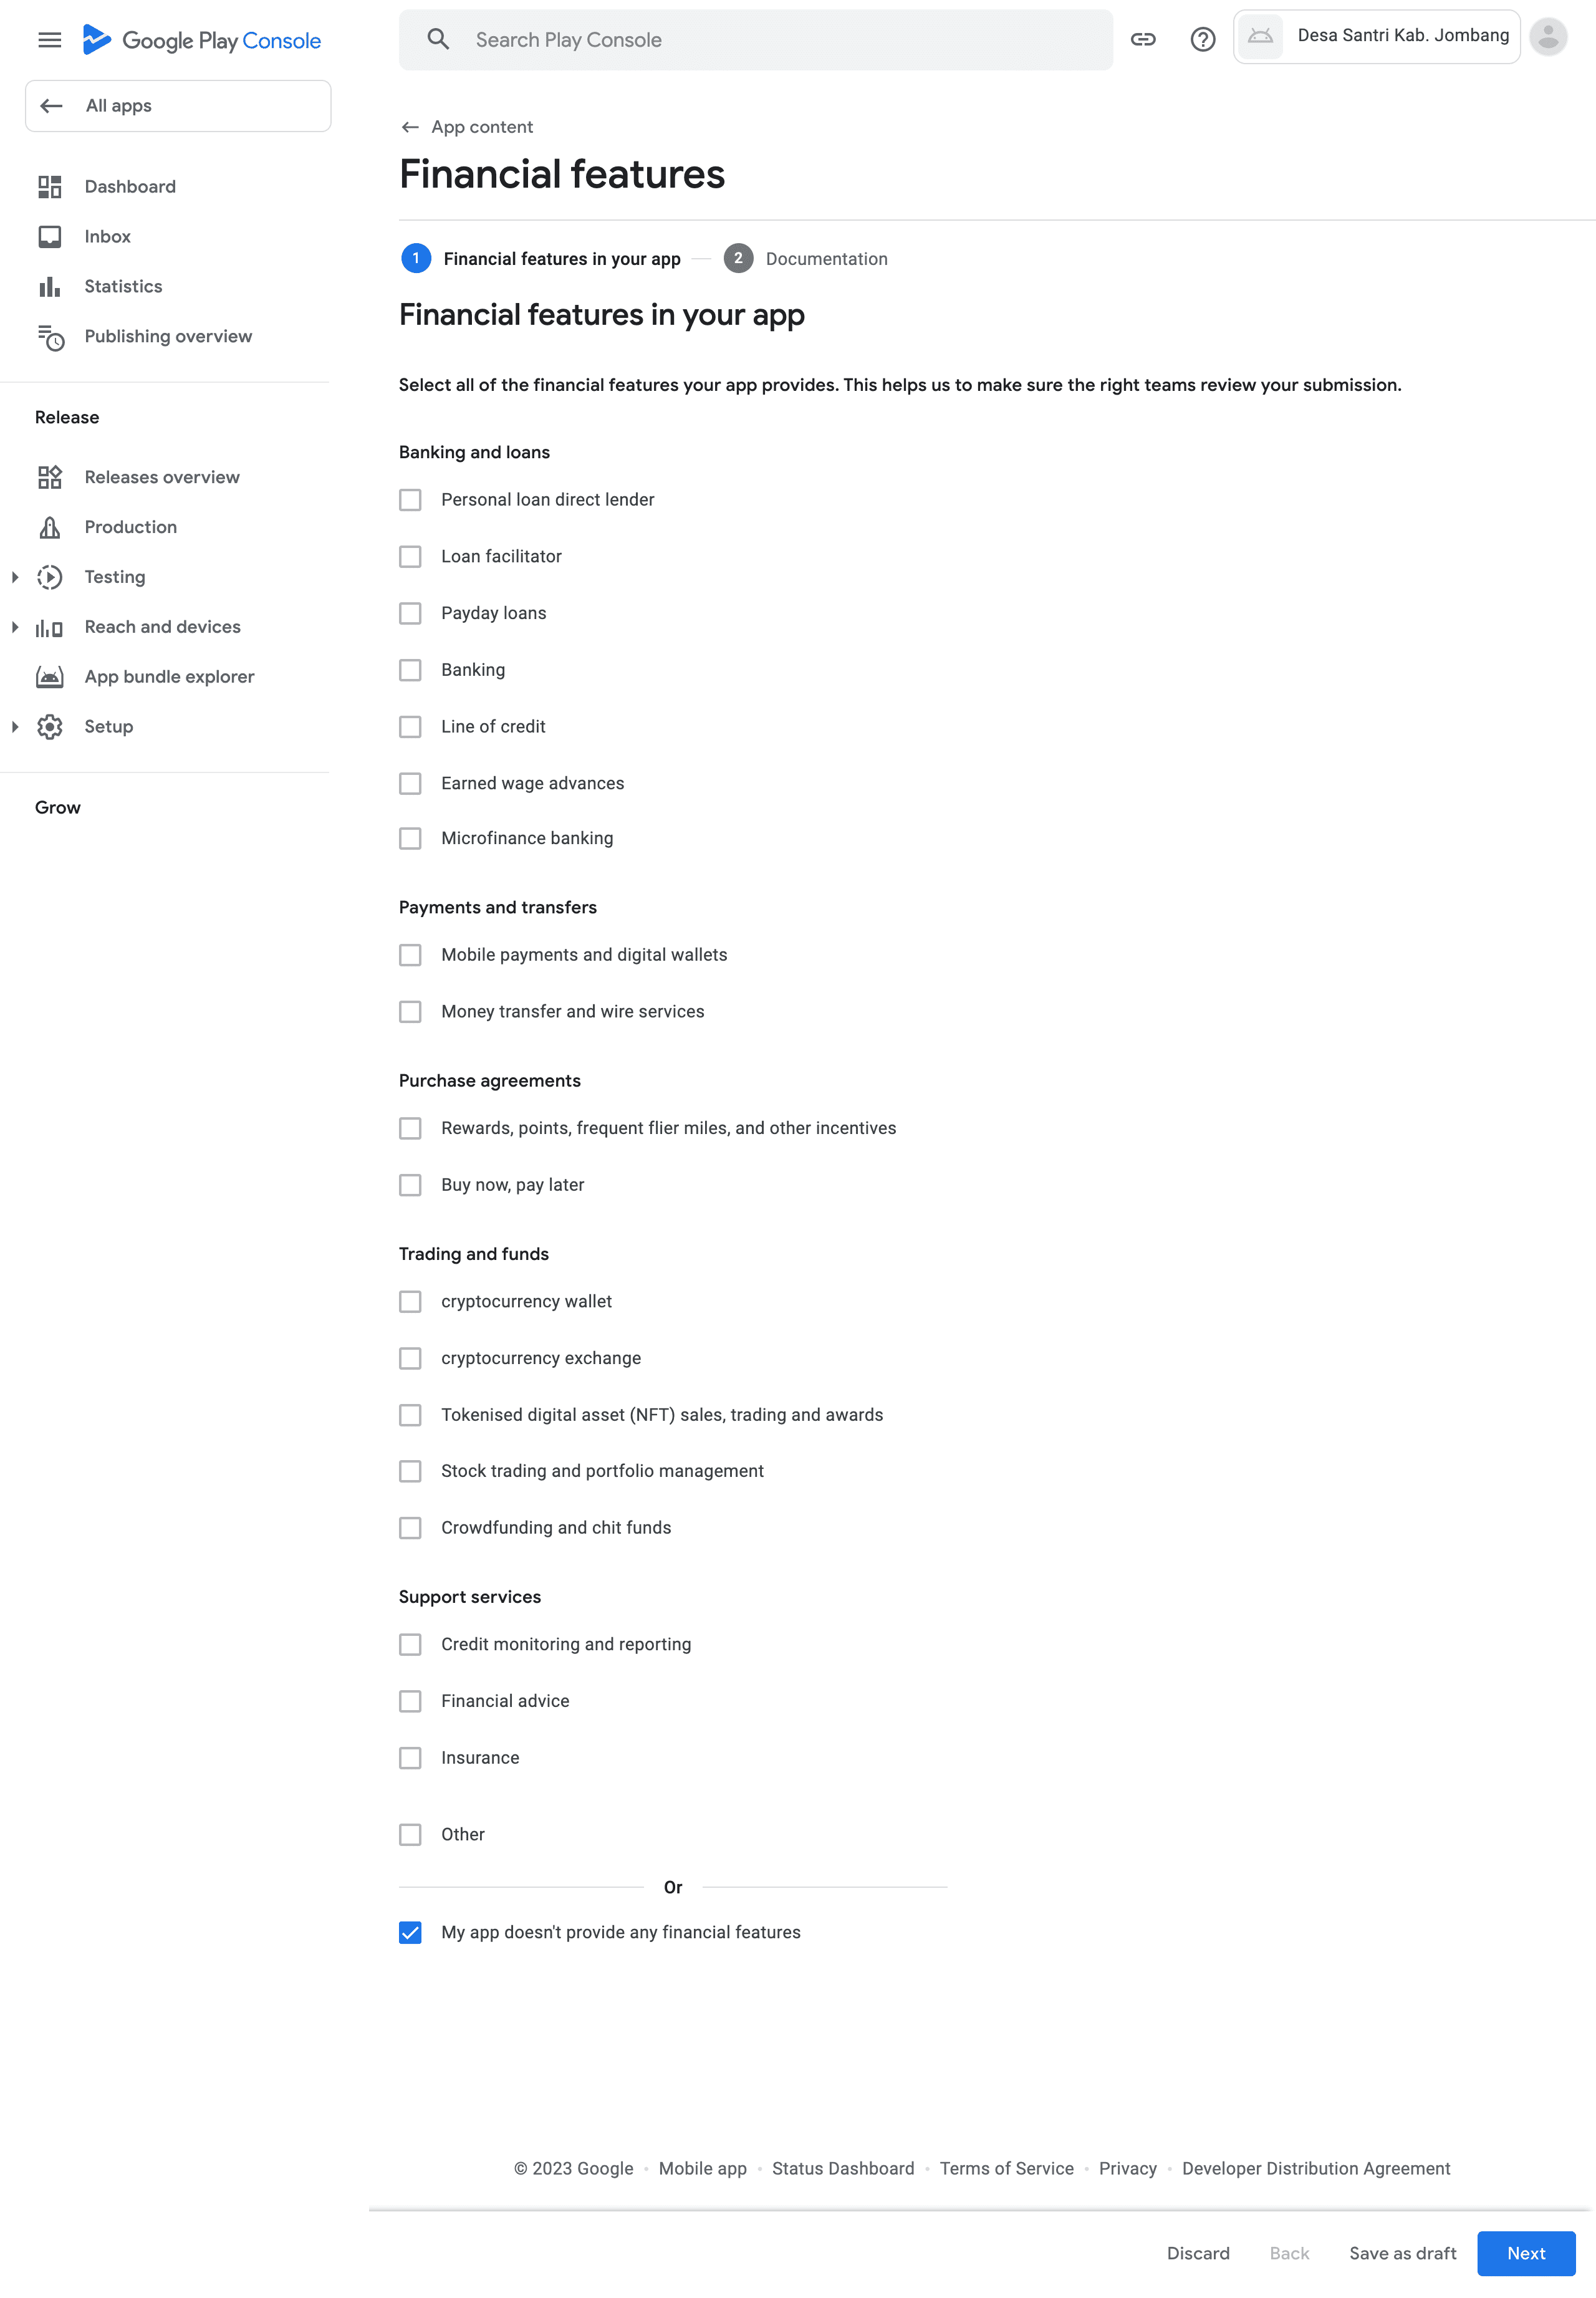 Google Play Console
Search Play Console
Desa Santri Kab. Jombang
All apps
Dashboard
Inbox
Statistics
Publishing overview
Release
Releases overview
Production
Testing
Reach and devices
App bundle explorer
Setup
Grow
App content
Financial features
1 Financial features in your app
2 Documentation
Financial features in your app
Select all of the financial features your app provides. This helps us to make sure the right teams review your submission.
Banking and loans
Personal loan direct lender
Loan facilitator
Payday loans
Banking
Line of credit
Earned wage advances
Microfinance banking
Payments and transfers
Mobile payments and digital wallets
Money transfer and wire services
Purchase agreements
Rewards, points, frequent flier miles, and other incentives
Buy now, pay later
Trading and funds
cryptocurrency wallet
cryptocurrency exchange
Tokenised digital asset (NFT) sales, trading and awards
Stock trading and portfolio management
Crowdfunding and chit funds
Support services
Credit monitoring and reporting
Financial advice
Insurance
Other
Or
My app doesn't provide any financial features
© 2023 Google · Mobile app · Status Dashboard · Terms of Service · Privacy · Developer Distribution Agreement
Discard Back Save as draft Next